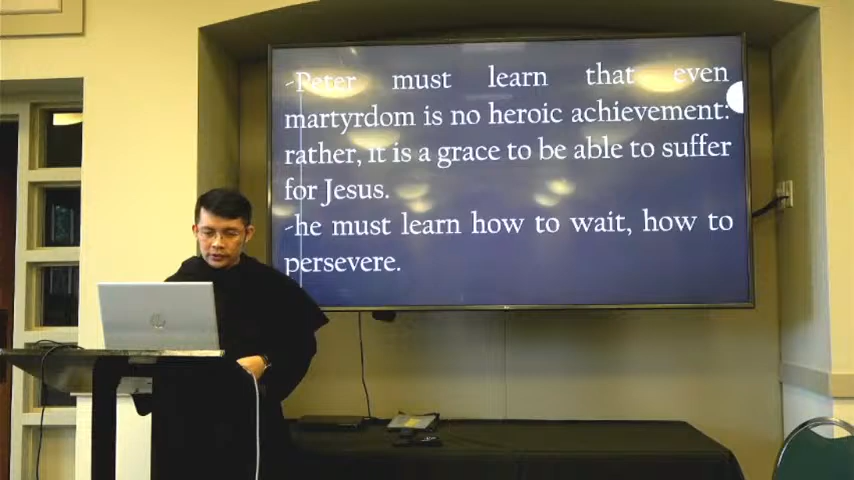 -Peter must learn that even
martyrdom is no heroic achievement:
rather, it is a grace to be able to suffer
for Jesus.
-he must learn how to wait, how to
persevere.